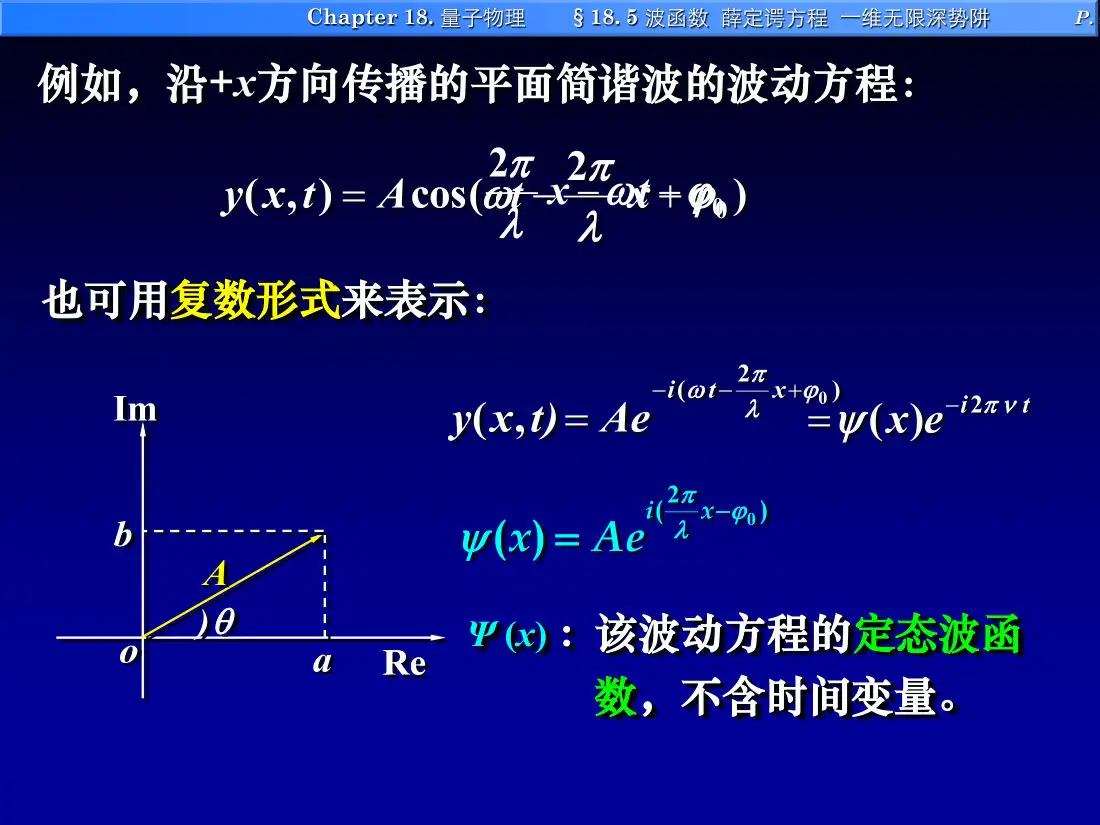 Chapter 18. 量子物理 §18.5 波函数 薛定谔方程 一维无限深势阱 P.
例如，沿+x方向传播的平面简谐波的波动方程：
y(x,t) = Acos(
也可用复数形式来表示：
y(x,t) = Ae^{-i(ωt-\frac{2π}{λ}x+φ₀)} = ψ(x)e^{-i2πνt}
ψ(x) = Ae^{i(\frac{2π}{λ}x-φ₀)}
Im
b
A
)θ
o
a
Re
Ψ(x)：该波动方程的定态波函
数，不含时间变量。